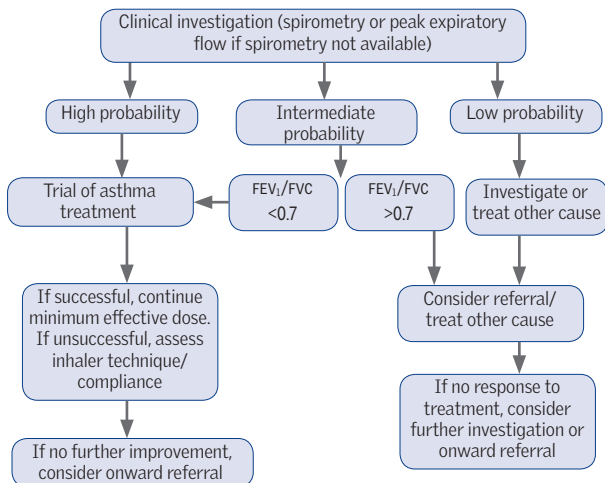 Clinical investigation (spirometry or peak expiratory
flow if spirometry not available)
High probability
Intermediate
probability
Low probability
Trial of asthma
treatment
FEV₁/FVC
<0.7
FEV₁/FVC
>0.7
Investigate or
treat other cause
If successful, continue
minimum effective dose.
If unsuccessful, assess
inhaler technique/
compliance
Consider referral/
treat other cause
If no further improvement,
consider onward referral
If no response to
treatment, consider
further investigation or
onward referral